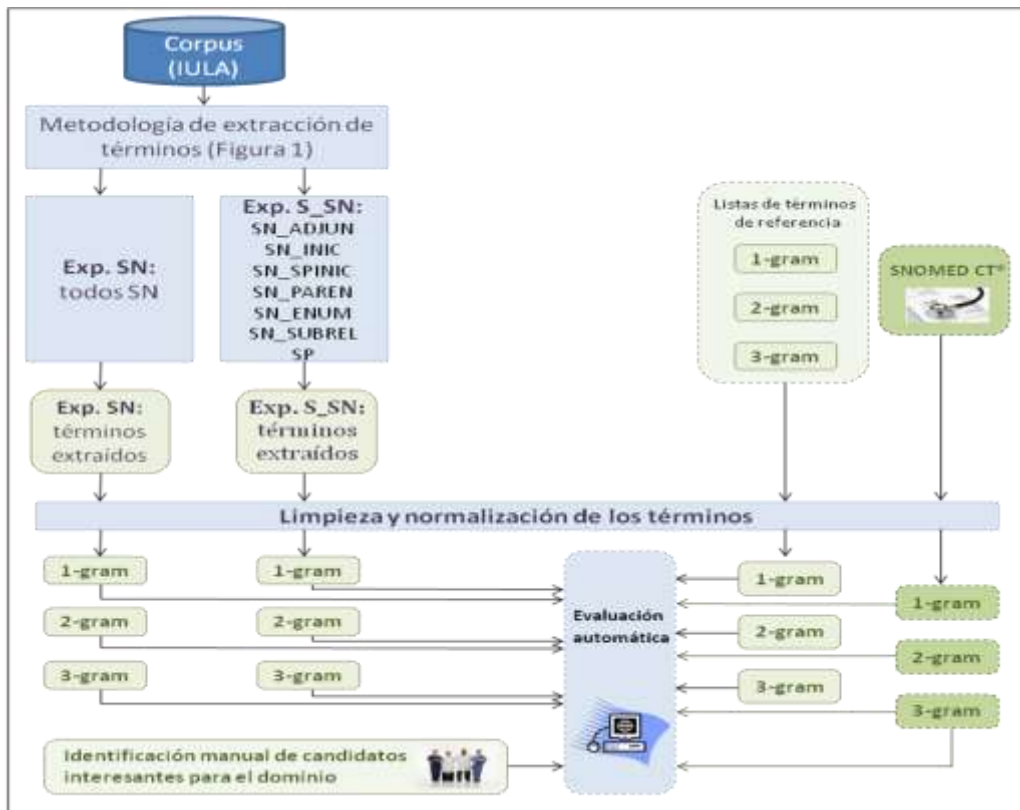 Corpus
(IULA)
Metodología de extracción de
términos (Figura 1)
Exp. SN:
todos SN
Exp. S_SN:
SN_ADJUN
SN_INIC
SN_SPINIC
SN_PAREN
SN_ENUM
SN_SUBREL
SP
Listas de términos
de referencia
1-gram
2-gram
3-gram
SNOMED CT®
Exp. SN:
términos
extraídos
Exp. S_SN:
términos
extraídos
Limpieza y normalización de los términos
1-gram
2-gram
3-gram
1-gram
2-gram
3-gram
Evaluación
automática
1-gram
2-gram
3-gram
1-gram
2-gram
3-gram
Identificación manual de candidatos
interesantes para el dominio